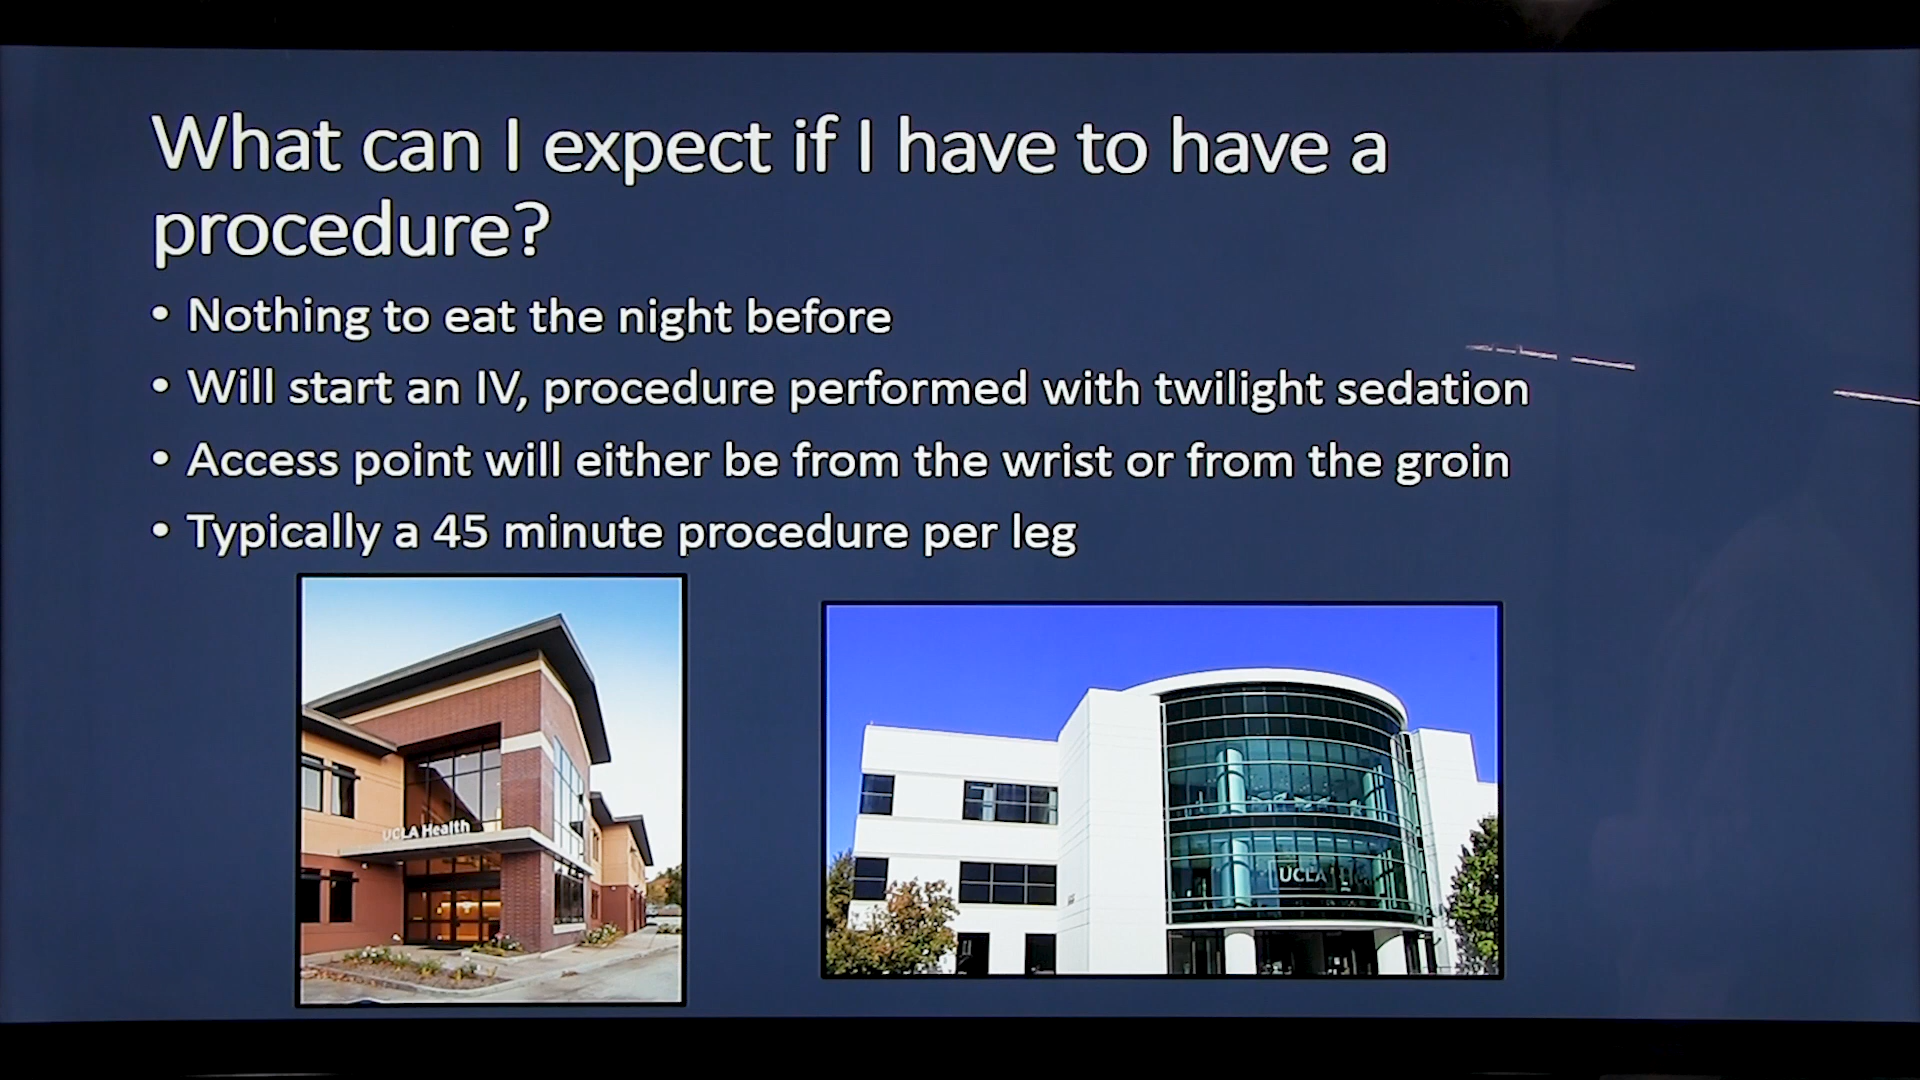 What can I expect if I have to have a
procedure?
• Nothing to eat the night before
• Will start an IV, procedure performed with twilight sedation
• Access point will either be from the wrist or from the groin
• Typically a 45 minute procedure per leg
UCLA Health
UCLA